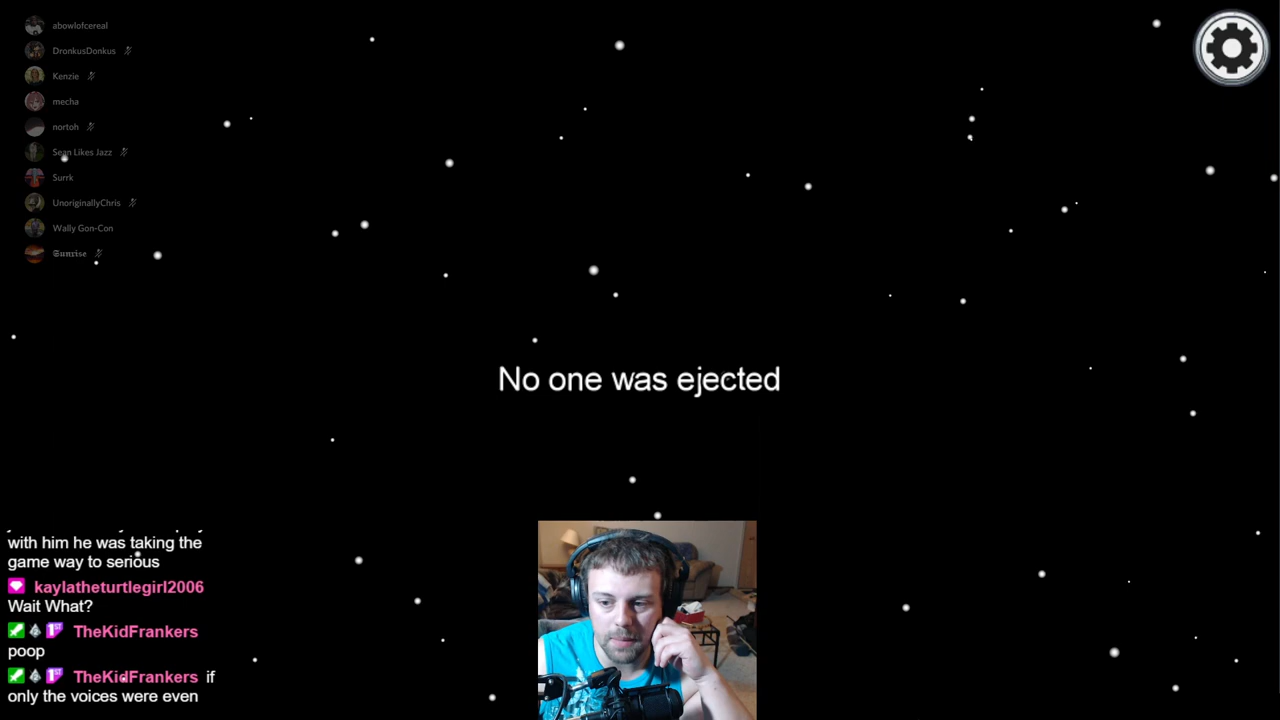 abowlofcereal
DronkusDonkus
Kenzie
mecha
nortoh
Sean Likes Jazz
Surrk
UnoriginallyChris
Wally Gon-Con
𝕾𝖚𝖓𝖗𝖎𝖘𝖊
No one was ejected
with him he was taking the
game way to serious
kaylatheturtlegirl2006
Wait What?
1ST TheKidFrankers
poop
1ST TheKidFrankers if
only the voices were even